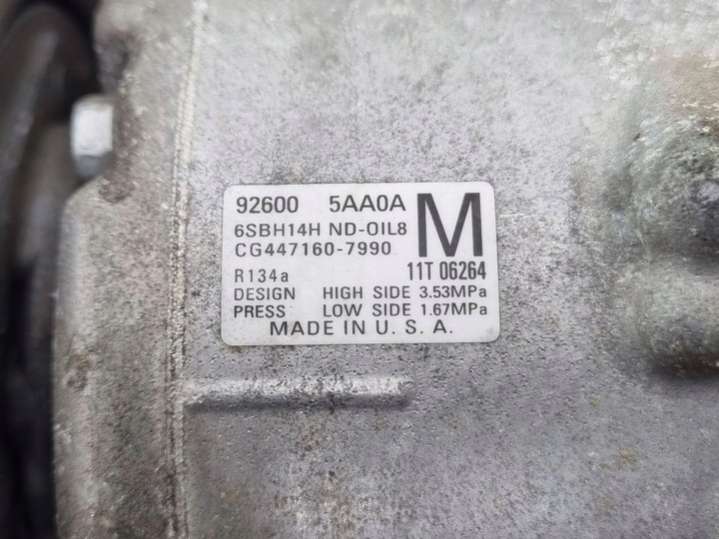 92600 5AA0A M
6SBH14H ND-OIL8
CG447160-7990
R134a 11T 06264
DESIGN HIGH SIDE 3.53MPa
PRESS LOW SIDE 1.67MPa
MADE IN U. S. A.